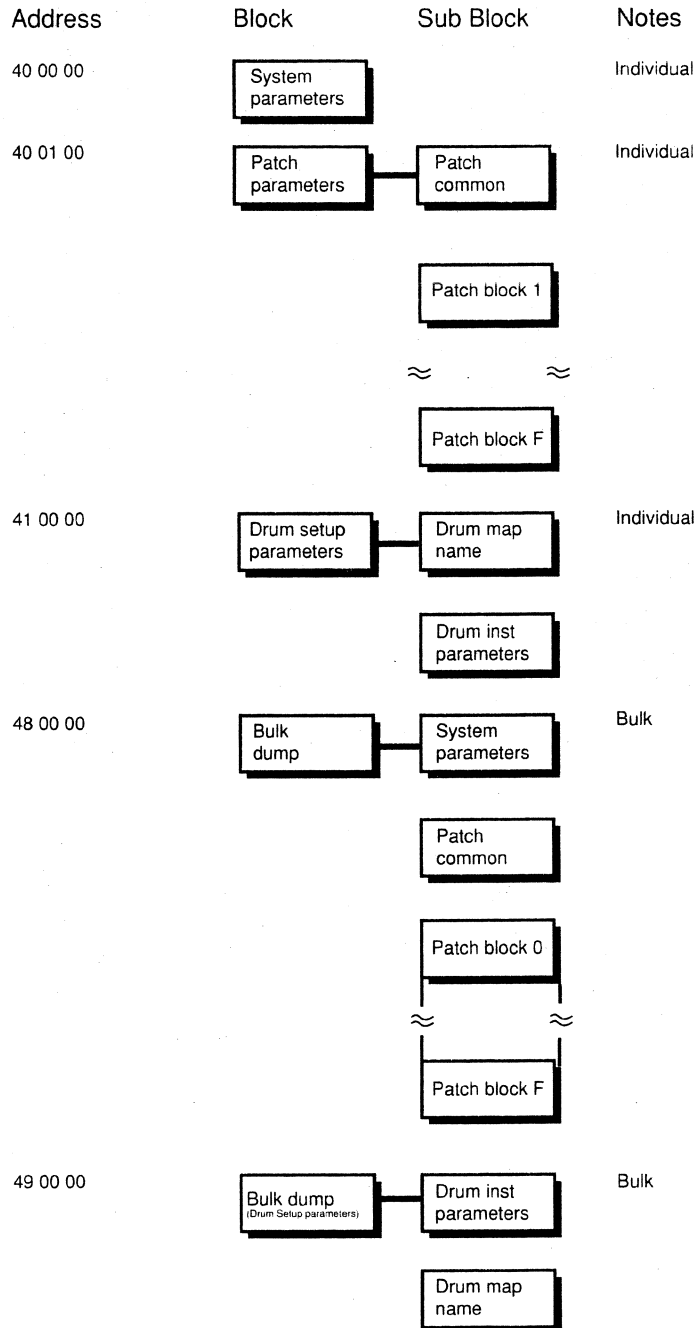 Address Block Sub Block Notes
40 00 00 System parameters Individual
40 01 00 Patch parameters Patch common Individual
Patch block 1
≈ ≈
Patch block F
41 00 00 Drum setup parameters Drum map name Individual
Drum inst parameters
48 00 00 Bulk dump System parameters Bulk
Patch common
Patch block 0
≈ ≈
Patch block F
49 00 00 Bulk dump (Drum Setup parameters) Drum inst parameters Bulk
Drum map name